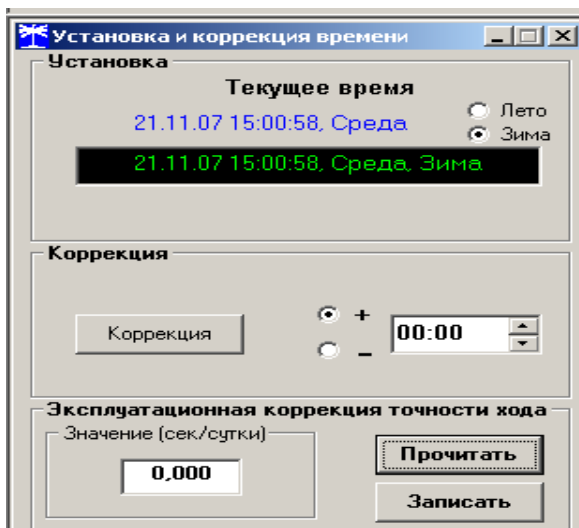 Установка и коррекция времени
Установка
Текущее время
21.11.07 15:00:58, Среда
Лето
Зима
21.11.07 15:00:58, Среда, Зима
Коррекция
Коррекция
+
00:00
–
Эксплуатационная коррекция точности хода
Значение (сек/сутки)
0,000
Прочитать
Записать